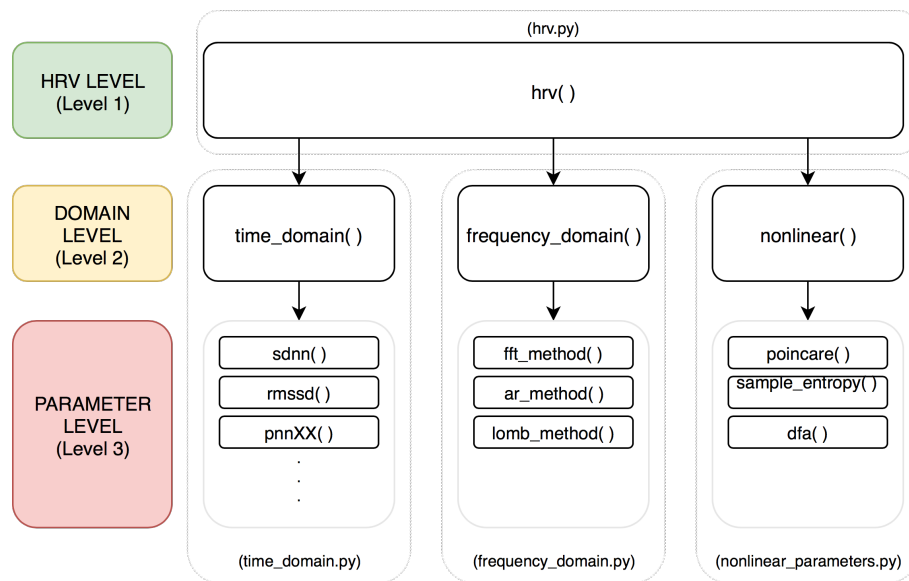 (hrv.py)
HRV LEVEL
(Level 1)
hrv( )
DOMAIN
LEVEL
(Level 2)
time_domain( )
frequency_domain( )
nonlinear( )
PARAMETER
LEVEL
(Level 3)
sdnn( )
rmssd( )
pnnXX( )
.
.
.
fft_method( )
ar_method( )
lomb_method( )
poincare( )
sample_entropy( )
dfa( )
(time_domain.py)
(frequency_domain.py)
(nonlinear_parameters.py)